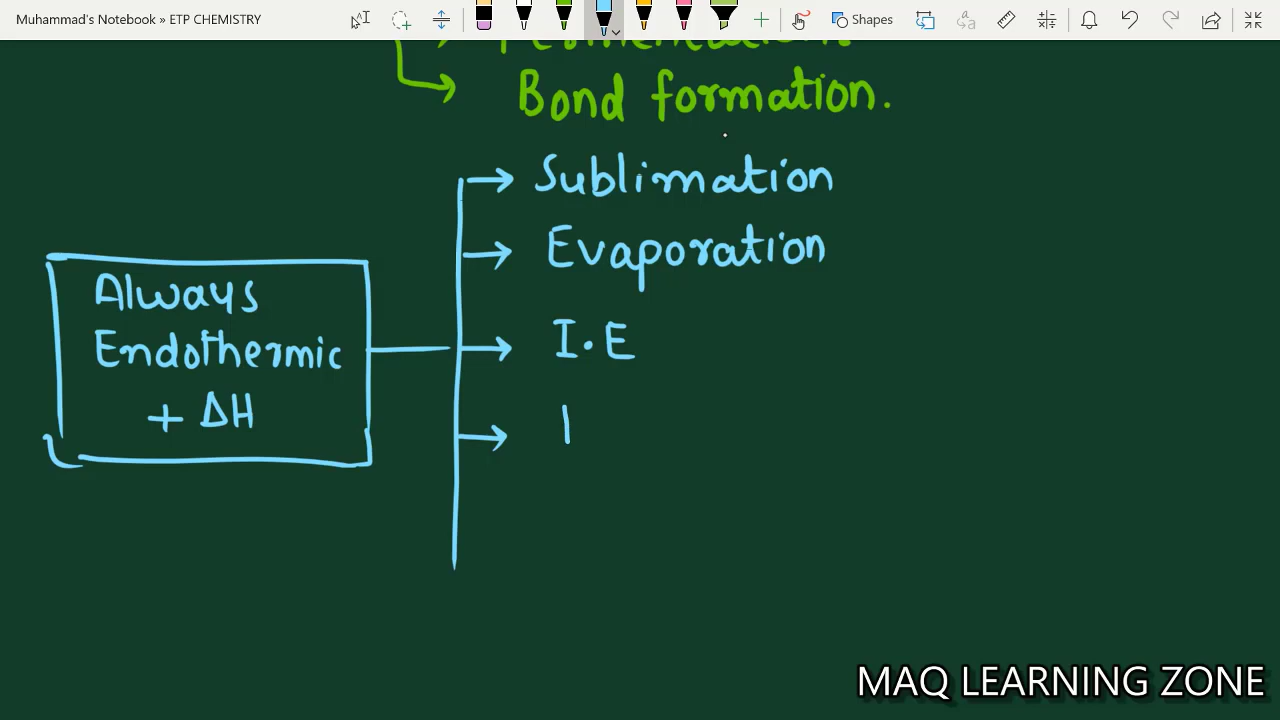 Muhammad's Notebook » ETP CHEMISTRY
Shapes
Bond formation.
Sublimation
Evaporation
Always
Endothermic
+ ΔH
I.E
MAQ LEARNING ZONE